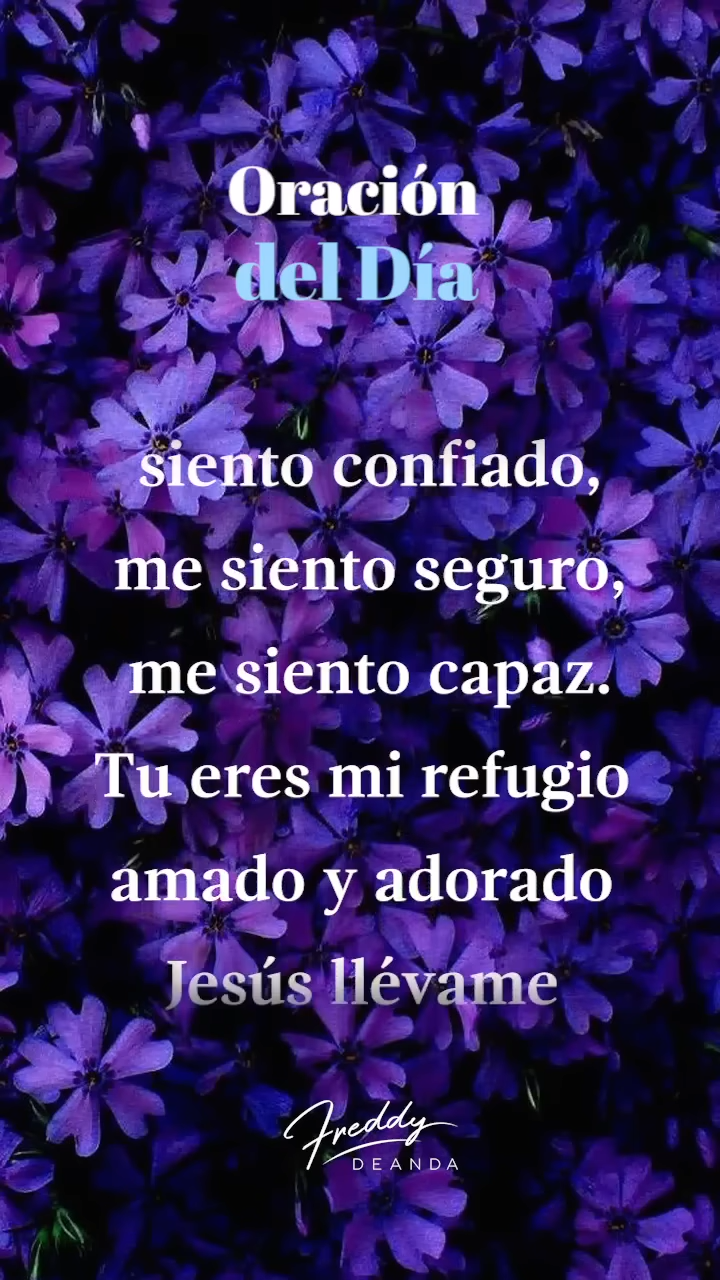 Oración
del Día
siento confiado,
me siento seguro,
me siento capaz.
Tu eres mi refugio
amado y adorado
Jesús llévame
Freddy
DEANDA